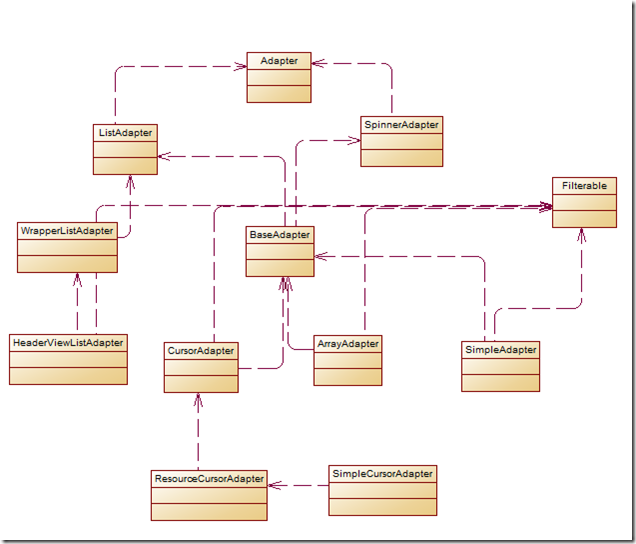 Adapter
ListAdapter
SpinnerAdapter
Filterable
WrapperListAdapter
BaseAdapter
HeaderViewListAdapter
CursorAdapter
ArrayAdapter
SimpleAdapter
ResourceCursorAdapter
SimpleCursorAdapter